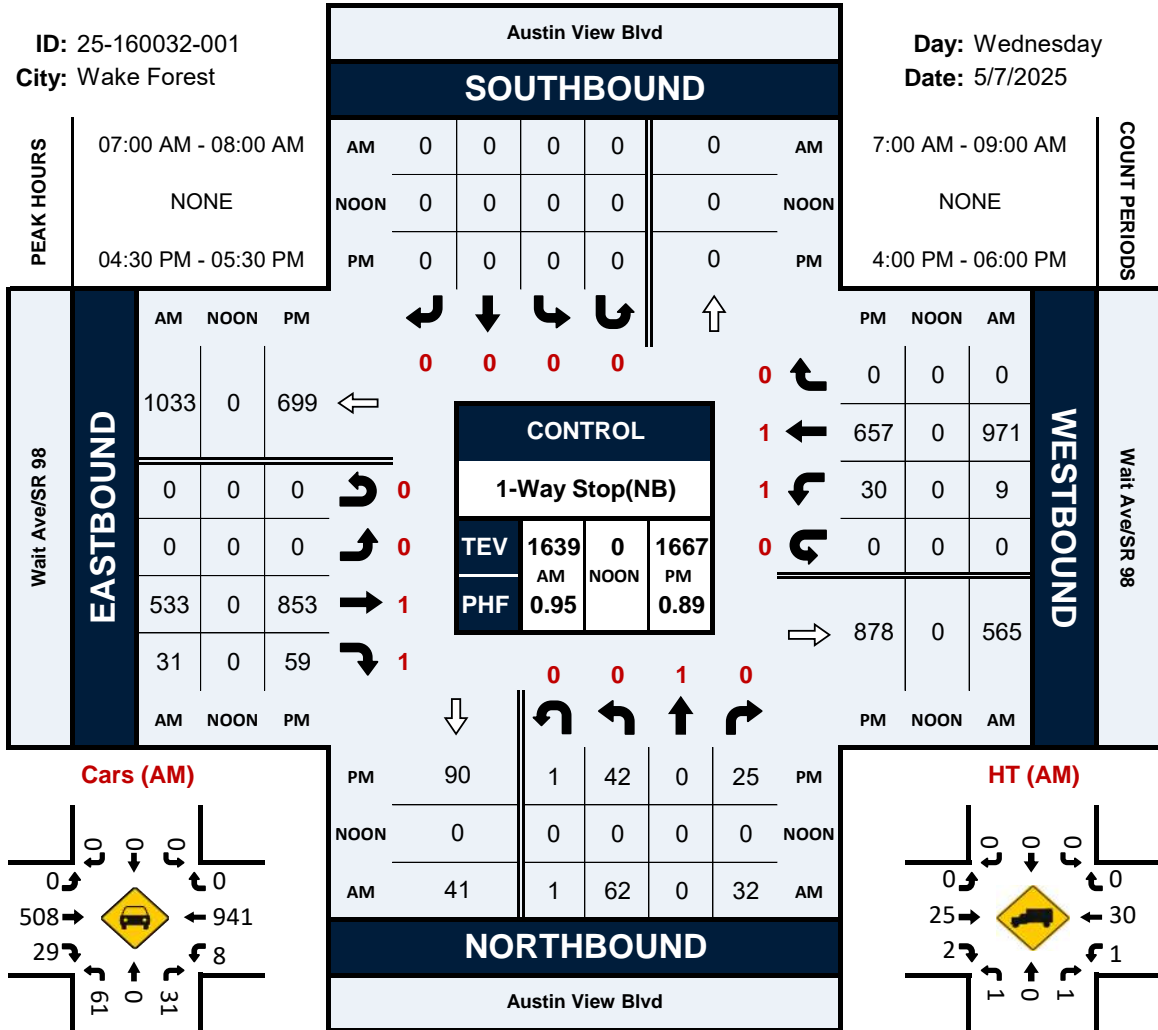 Austin View Blvd
ID: 25-160032-001
Day: Wednesday
City: Wake Forest
Date: 5/7/2025
SOUTHBOUND
PEAK HOURS
07:00 AM - 08:00 AM
NONE
04:30 PM - 05:30 PM
AM 0 0 0 0 0 AM
NOON 0 0 0 0 0 NOON
PM 0 0 0 0 0 PM
7:00 AM - 09:00 AM
NONE
4:00 PM - 06:00 PM
COUNT PERIODS
0 0 0 0
Wait Ave/SR 98
EASTBOUND
AM NOON PM
1033 0 699
0 0 0 0
0 0 0 0
533 0 853 1
31 0 59 1
AM NOON PM
CONTROL
1-Way Stop(NB)
TEV 1639 0 1667
AM NOON PM
PHF 0.95 0.89
PM NOON AM
0 0 0 0
1 657 0 971
1 30 0 9
0 0 0 0
878 0 565
PM NOON AM
WESTBOUND
Wait Ave/SR 98
0 0 1 0
PM 90 1 42 0 25 PM
NOON 0 0 0 0 0 NOON
AM 41 1 62 0 32 AM
NORTHBOUND
Austin View Blvd
Cars (AM)
0 0 0
0 0
508 941
29 8
61 0 31
HT (AM)
0 0 0
0 0
25 30
2 1
1 0 1